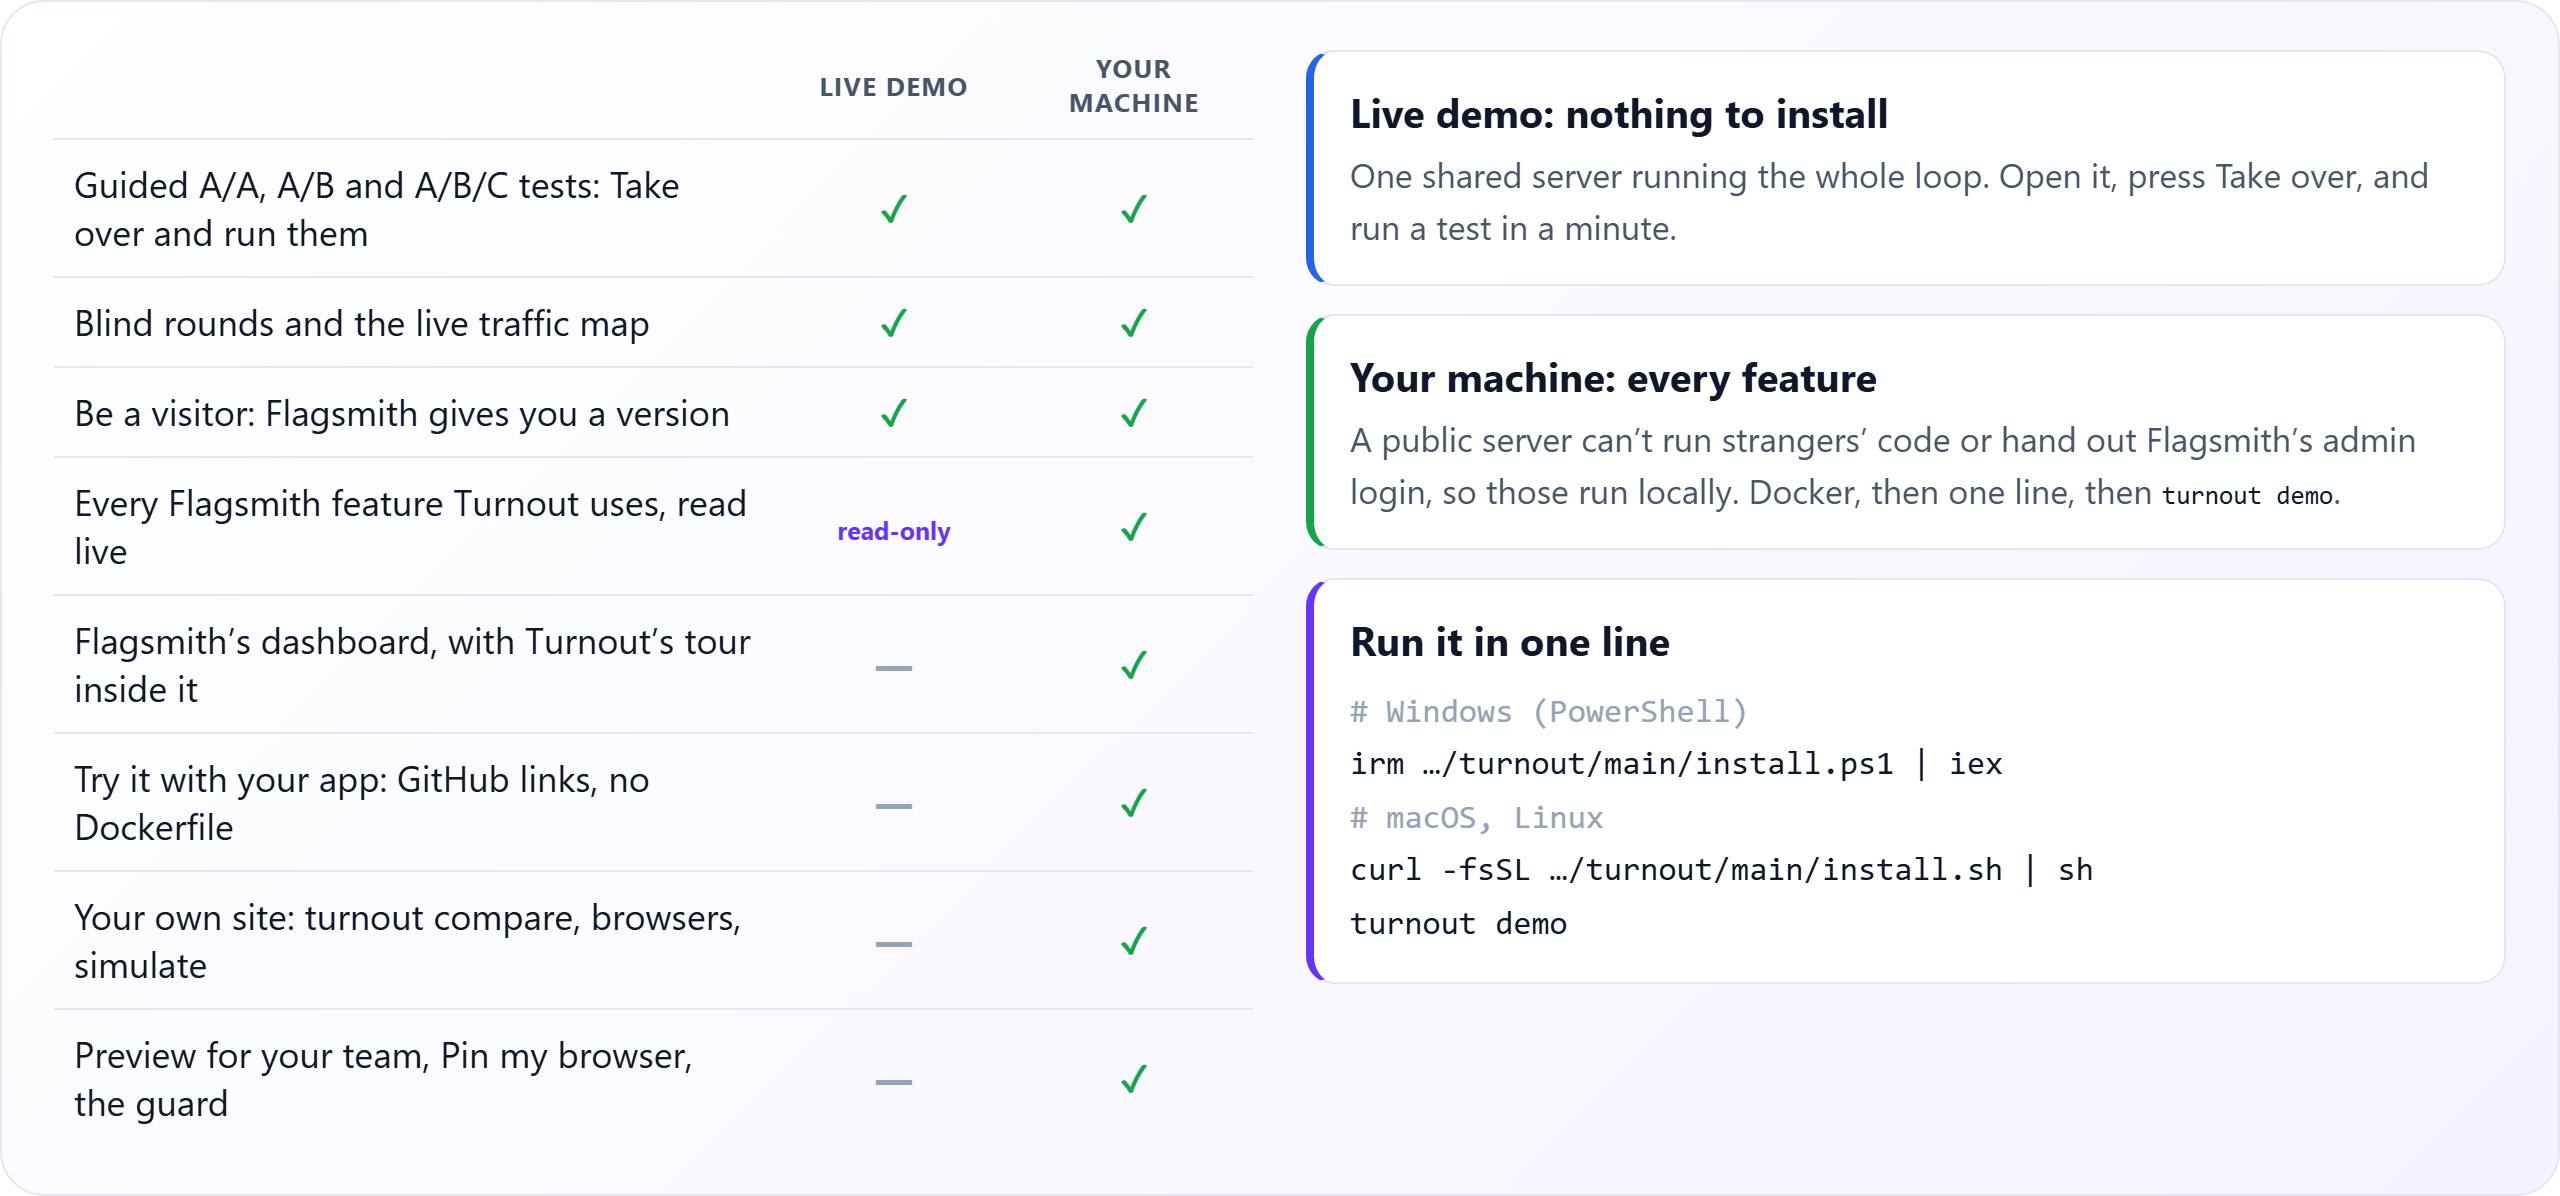 LIVE DEMO
YOUR
MACHINE
Guided A/A, A/B and A/B/C tests: Take
over and run them
✓ ✓
Blind rounds and the live traffic map
✓ ✓
Be a visitor: Flagsmith gives you a version
✓ ✓
Every Flagsmith feature Turnout uses, read
live
read-only ✓
Flagsmith’s dashboard, with Turnout’s tour
inside it
— ✓
Try it with your app: GitHub links, no
Dockerfile
— ✓
Your own site: turnout compare, browsers,
simulate
— ✓
Preview for your team, Pin my browser,
the guard
— ✓
Live demo: nothing to install
One shared server running the whole loop. Open it, press Take over, and
run a test in a minute.
Your machine: every feature
A public server can’t run strangers’ code or hand out Flagsmith’s admin
login, so those run locally. Docker, then one line, then turnout demo.
Run it in one line
# Windows (PowerShell)
irm …/turnout/main/install.ps1 | iex
# macOS, Linux
curl -fsSL …/turnout/main/install.sh | sh
turnout demo